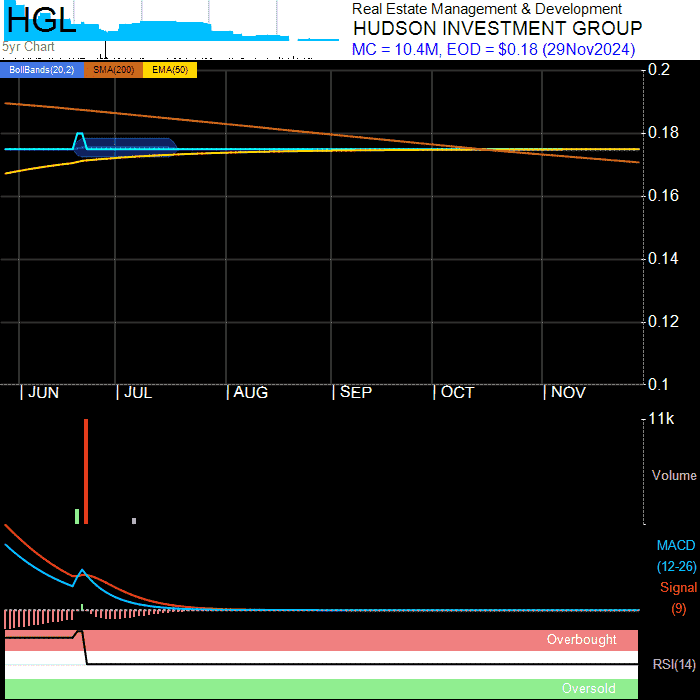 HGL
Real Estate Management & Development
HUDSON INVESTMENT GROUP
5yr Chart
MC = 10.4M, EOD = $0.18 (29Nov2024)
BollBands(20,2) SMA(200) EMA(50)
0.2
0.18
0.16
0.14
0.12
0.1
JUN JUL AUG SEP OCT NOV
11k
Volume
MACD
(12-26)
Signal
(9)
Overbought
RSI(14)
Oversold